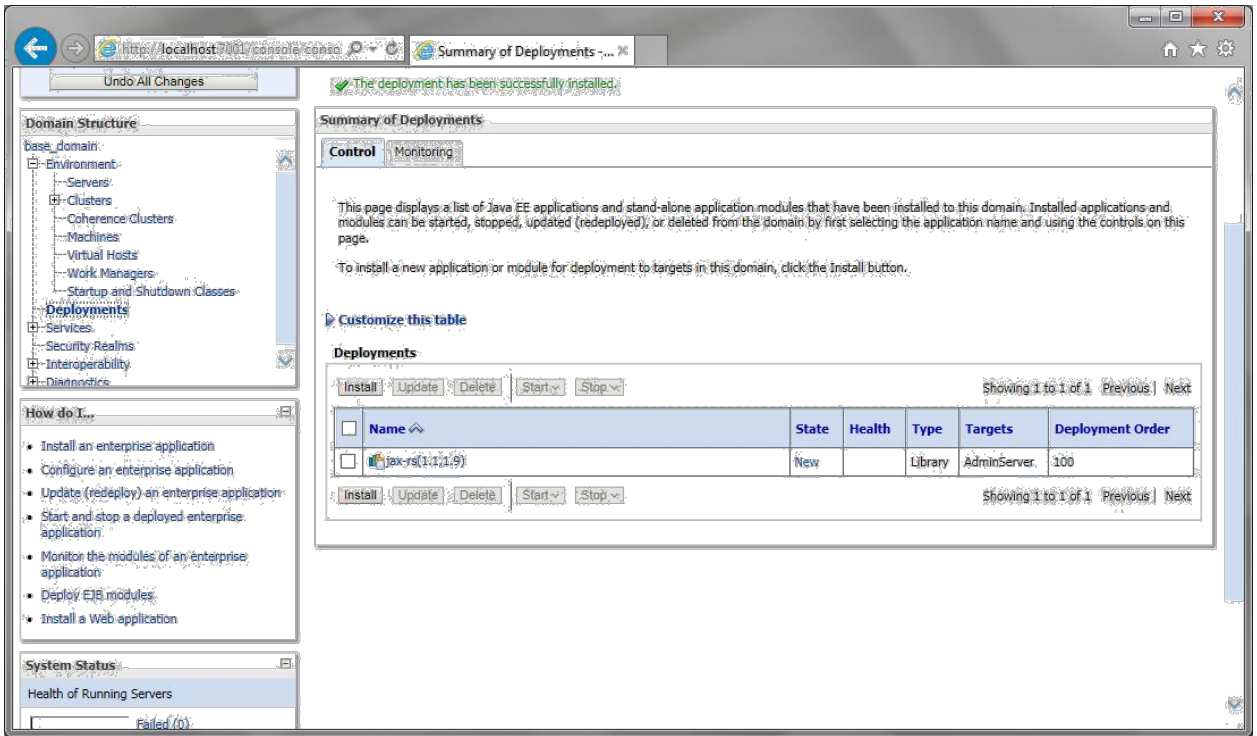 http://localhost:7001/console/conso
Summary of Deployments -...
Undo All Changes
The deployment has been successfully installed.
Domain Structure
base_domain
Environment
Servers
Clusters
Coherence Clusters
Machines
Virtual Hosts
Work Managers
Startup and Shutdown Classes
Deployments
Services
Security Realms
Interoperability
Diagnostics
How do I...
Install an enterprise application
Configure an enterprise application
Update (redeploy) an enterprise application
Start and stop a deployed enterprise
application
Monitor the modules of an enterprise
application
Deploy EJB modules
Install a Web application
System Status
Health of Running Servers
Failed (0)
Summary of Deployments
Control Monitoring
This page displays a list of Java EE applications and stand-alone application modules that have been installed to this domain. Installed applications and
modules can be started, stopped, updated (redeployed), or deleted from the domain by first selecting the application name and using the controls on this
page.
To install a new application or module for deployment to targets in this domain, click the Install button.
Customize this table
Deployments
Install Update Delete Start Stop Showing 1 to 1 of 1 Previous | Next
Name State Health Type Targets Deployment Order
jax-rs(1.1,1.9) New Library AdminServer 100
Install Update Delete Start Stop Showing 1 to 1 of 1 Previous | Next